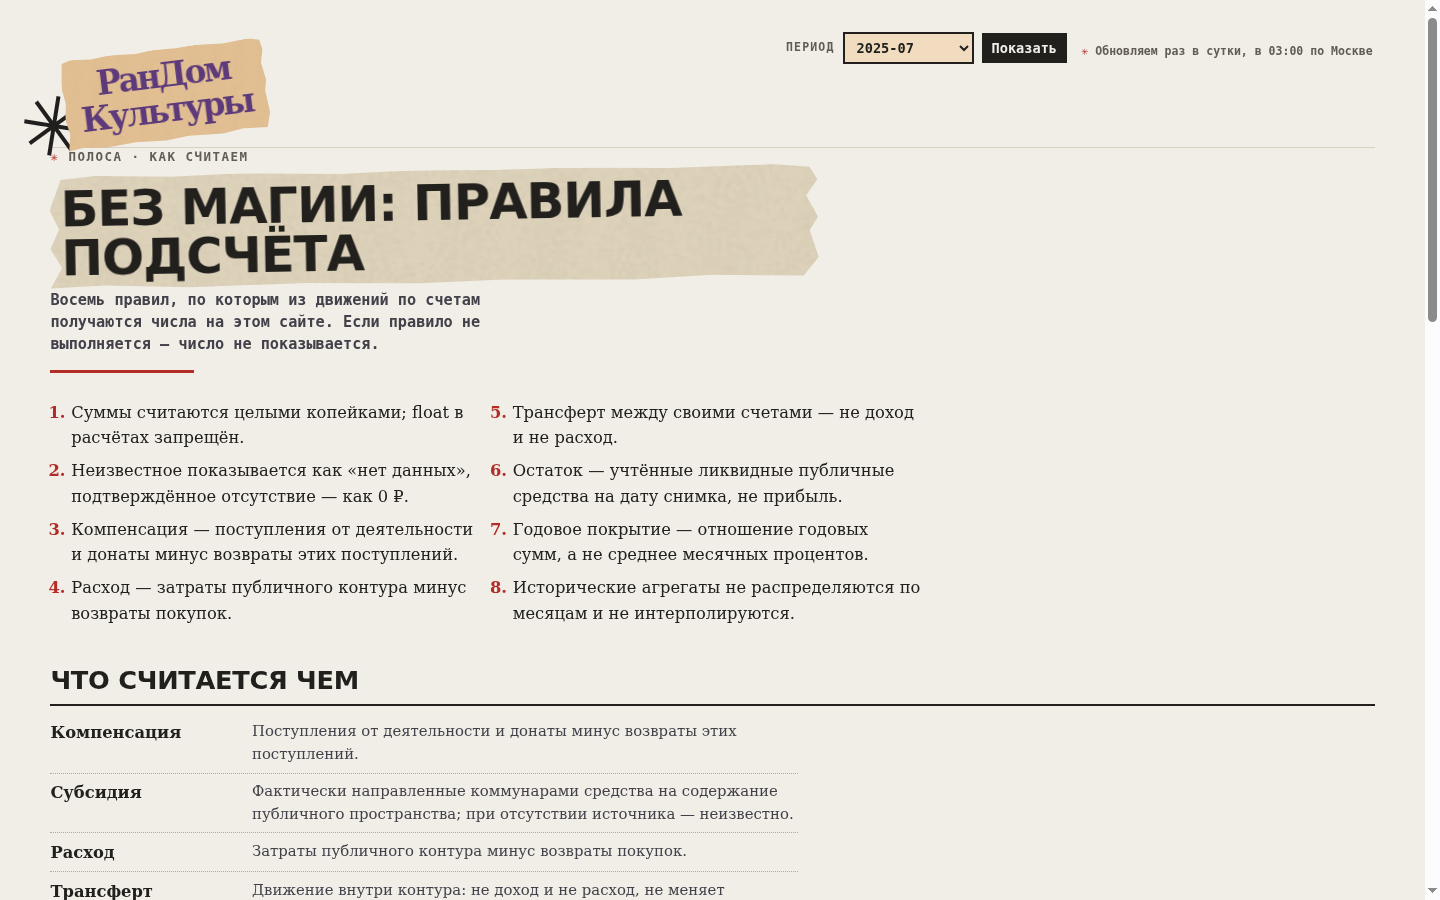 РанДом
Культуры
ПЕРИОД 2025-07 Показать * Обновляем раз в сутки, в 03:00 по Москве
* ПОЛОСА · КАК СЧИТАЕМ
БЕЗ МАГИИ: ПРАВИЛА
ПОДСЧЁТА
Восемь правил, по которым из движений по счетам
получаются числа на этом сайте. Если правило не
выполняется — число не показывается.
1. Суммы считаются целыми копейками; float в
расчётах запрещён.
2. Неизвестное показывается как «нет данных»,
подтверждённое отсутствие — как 0 ₽.
3. Компенсация — поступления от деятельности
и донаты минус возвраты этих поступлений.
4. Расход — затраты публичного контура минус
возвраты покупок.
5. Трансферт между своими счетами — не доход
и не расход.
6. Остаток — учтённые ликвидные публичные
средства на дату снимка, не прибыль.
7. Годовое покрытие — отношение годовых
сумм, а не среднее месячных процентов.
8. Исторические агрегаты не распределяются по
месяцам и не интерполируются.
ЧТО СЧИТАЕТСЯ ЧЕМ
Компенсация
Поступления от деятельности и донаты минус возвраты этих
поступлений.
Субсидия
Фактически направленные коммунарами средства на содержание
публичного пространства; при отсутствии источника — неизвестно.
Расход
Затраты публичного контура минус возвраты покупок.
Трансферт
Движение внутри контура: не доход и не расход, не меняет